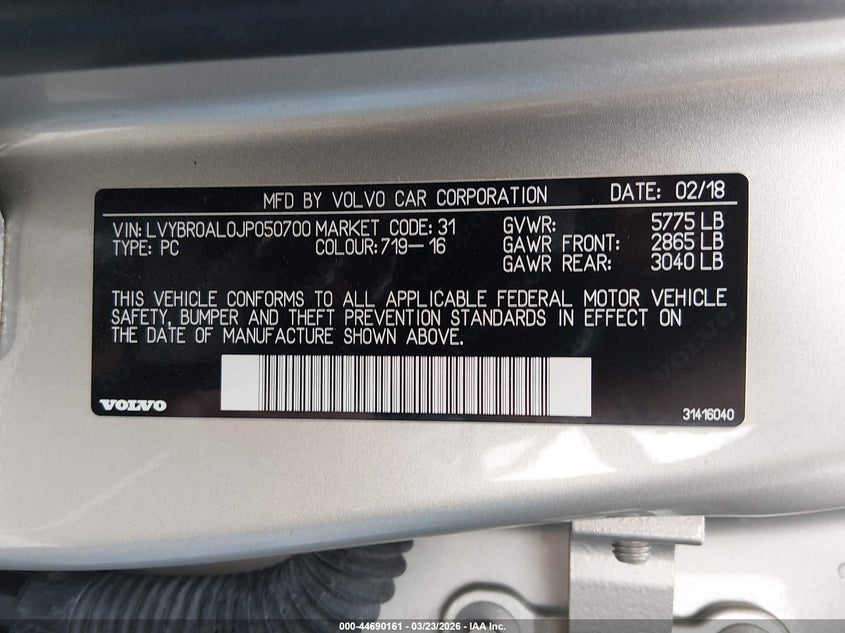 MFD BY VOLVO CAR CORPORATION DATE: 02/18
VIN: LVYBR0AL0JP050700 MARKET CODE: 31 GVWR: 5775 LB
TYPE: PC COLOUR: 719-16 GAWR FRONT: 2865 LB
GAWR REAR: 3040 LB
THIS VEHICLE CONFORMS TO ALL APPLICABLE FEDERAL MOTOR VEHICLE
SAFETY, BUMPER AND THEFT PREVENTION STANDARDS IN EFFECT ON
THE DATE OF MANUFACTURE SHOWN ABOVE.
VOLVO
31416040
000-44690161 - 03/23/2026 - IAA Inc.